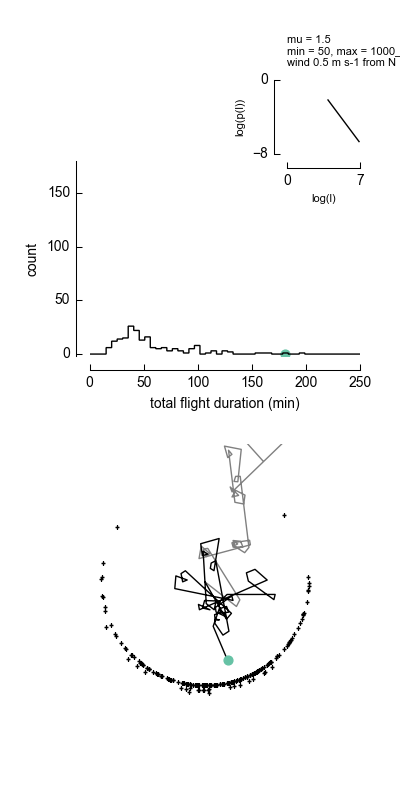 mu = 1.5
min = 50, max = 1000_
wind 0.5 m s-1 from N
0
log(p(l))
−8
0
7
log(l)
150
100
count
50
0
0
50
100
150
200
250
total flight duration (min)